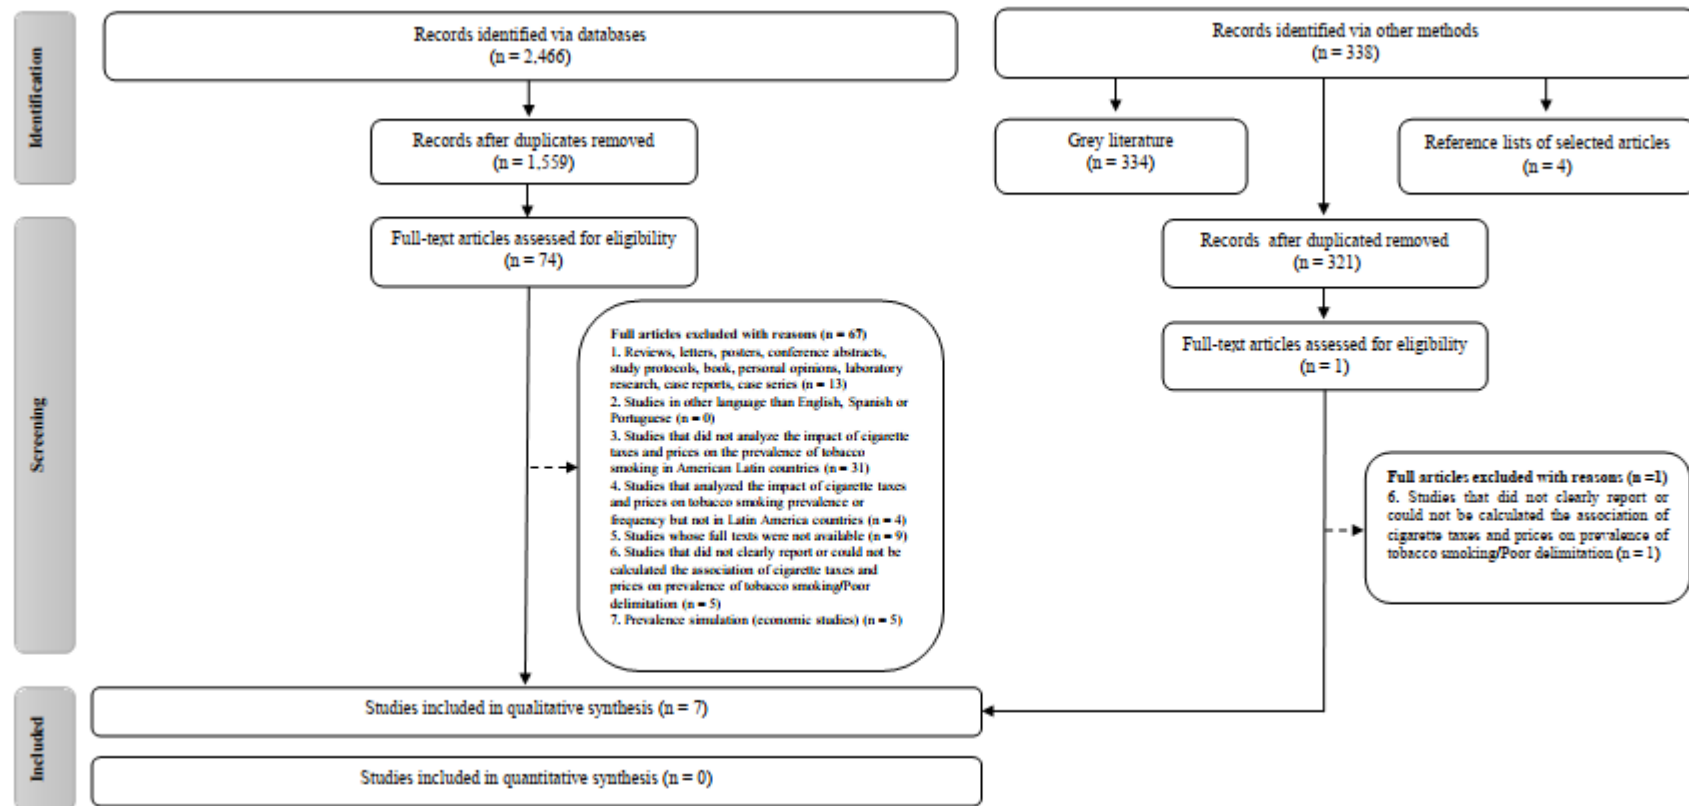 Identification
Records identified via databases
(n = 2,466)
Records after duplicates removed
(n = 1,559)
Records identified via other methods
(n = 338)
Grey literature
(n = 334)
Reference lists of selected articles
(n = 4)
Screening
Full-text articles assessed for eligibility
(n = 74)
Full articles excluded with reasons (n = 67)
1. Reviews, letters, posters, conference abstracts,
study protocols, book, personal opinions, laboratory
research, case reports, case series (n = 13)
2. Studies in other language than English, Spanish or
Portuguese (n = 0)
3. Studies that did not analyze the impact of cigarette
taxes and prices on the prevalence of tobacco
smoking in American Latin countries (n = 31)
4. Studies that analyzed the impact of cigarette taxes
and prices on tobacco smoking prevalence or
frequency but not in Latin America countries (n = 4)
5. Studies whose full texts were not available (n = 9)
6. Studies that did not clearly report or could not be
calculated the association of cigarette taxes and
prices on prevalence of tobacco smoking/Poor
delimitation (n = 5)
7. Prevalence simulation (economic studies) (n = 5)
Records after duplicated removed
(n = 321)
Full-text articles assessed for eligibility
(n = 1)
Full articles excluded with reasons (n =1)
6. Studies that did not clearly report or
could not be calculated the association of
cigarette taxes and prices on prevalence of
tobacco smoking/Poor delimitation (n = 1)
Included
Studies included in qualitative synthesis (n = 7)
Studies included in quantitative synthesis (n = 0)